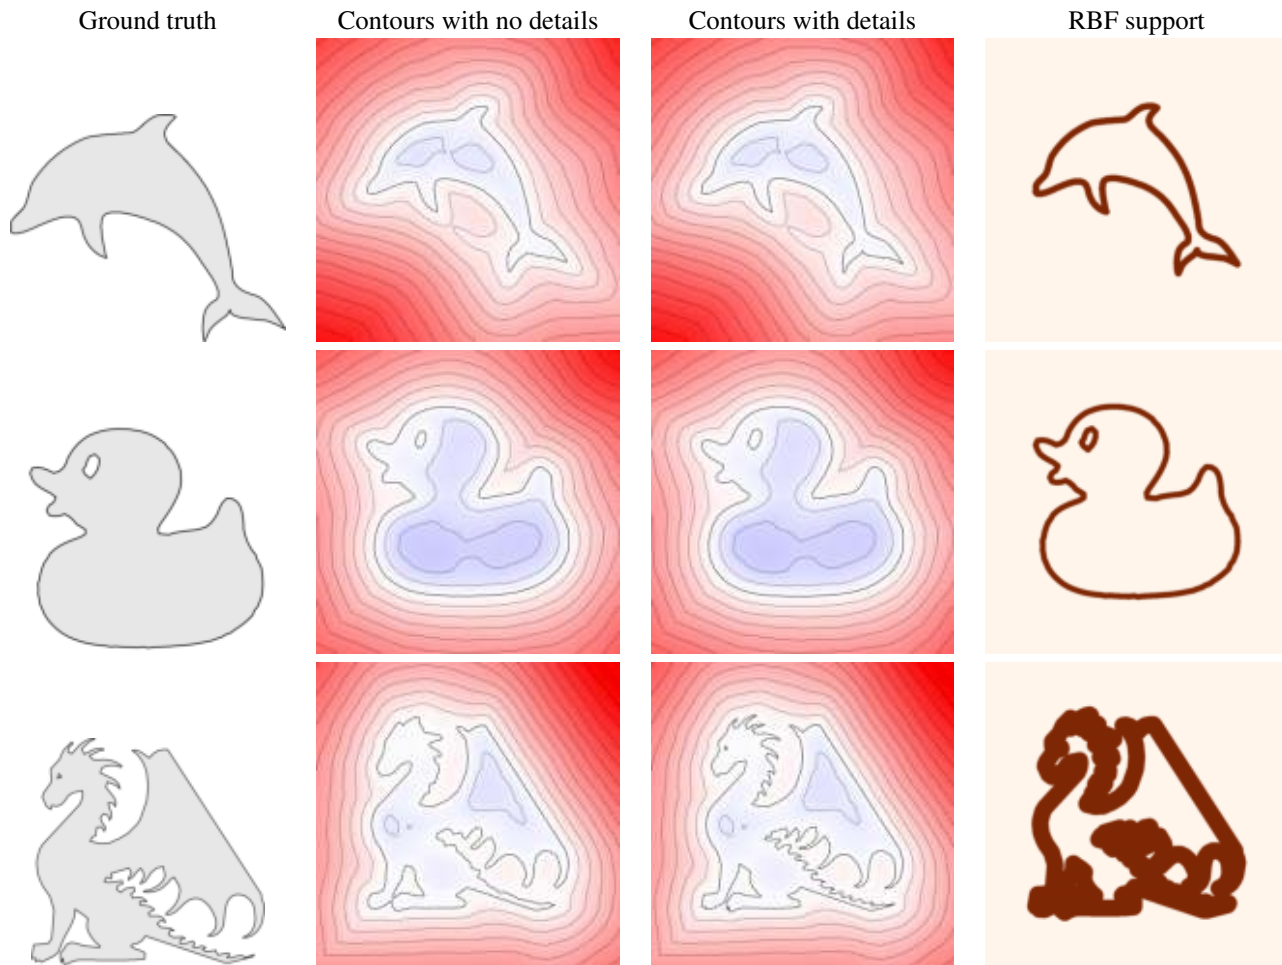 Ground truth
Contours with no details
Contours with details
RBF support